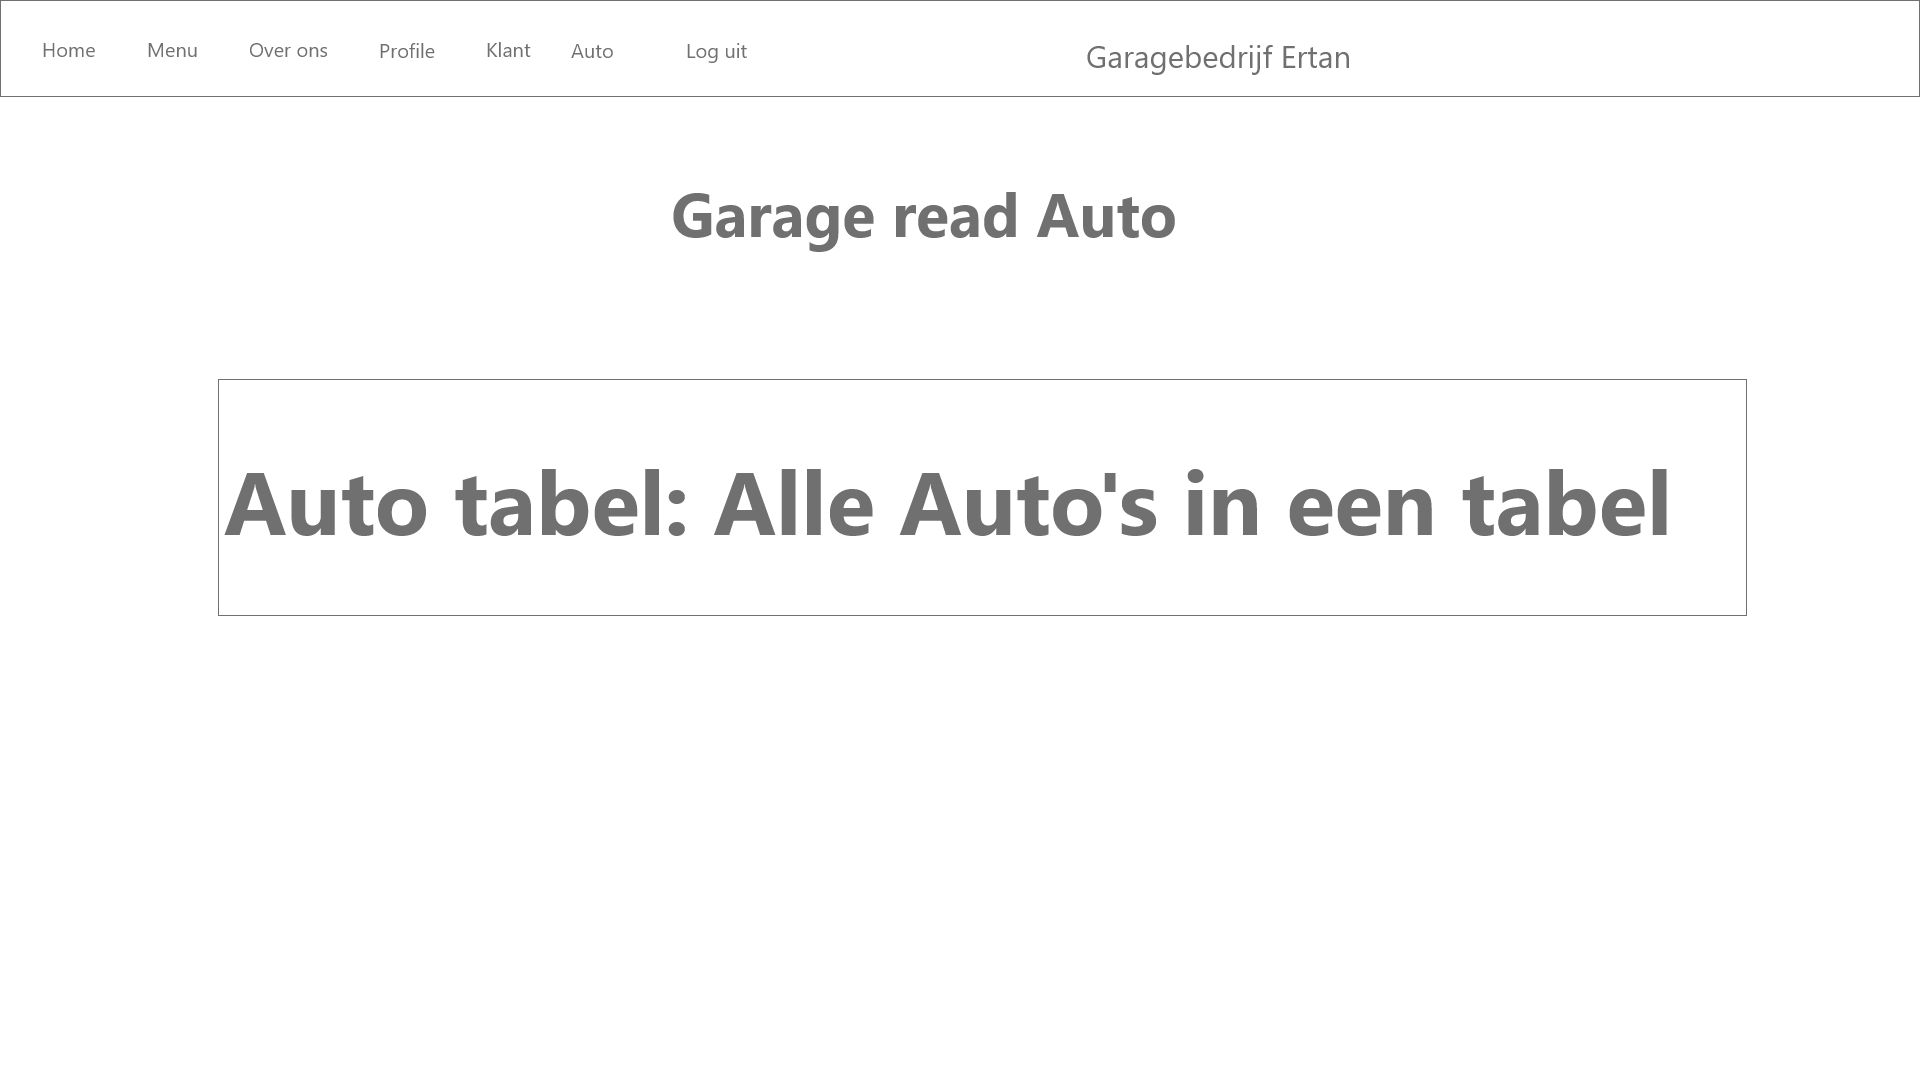 Home Menu Over ons Profile Klant Auto Log uit Garagebedrijf Ertan
Garage read Auto
Auto tabel: Alle Auto's in een tabel